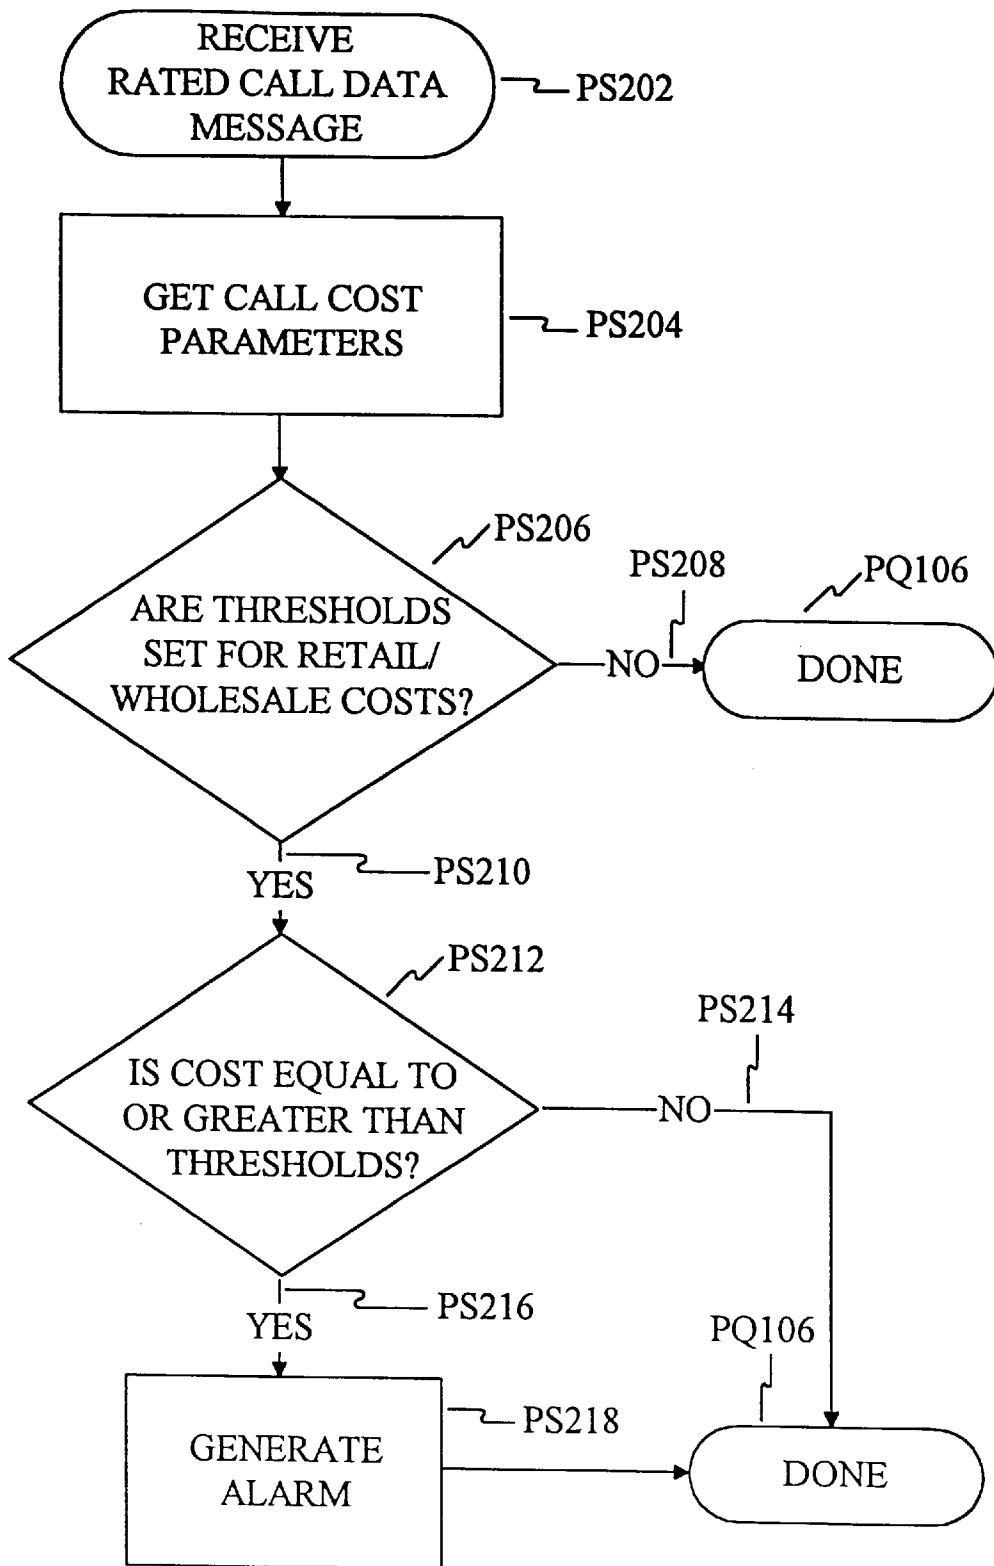 RECEIVE
RATED CALL DATA
MESSAGE
PS202
GET CALL COST
PARAMETERS
PS204
PS206
ARE THRESHOLDS
SET FOR RETAIL/
WHOLESALE COSTS?
PS208
NO
PQ106
DONE
PS210
YES
PS212
IS COST EQUAL TO
OR GREATER THAN
THRESHOLDS?
PS214
NO
PS216
YES
PQ106
GENERATE
ALARM
PS218
DONE